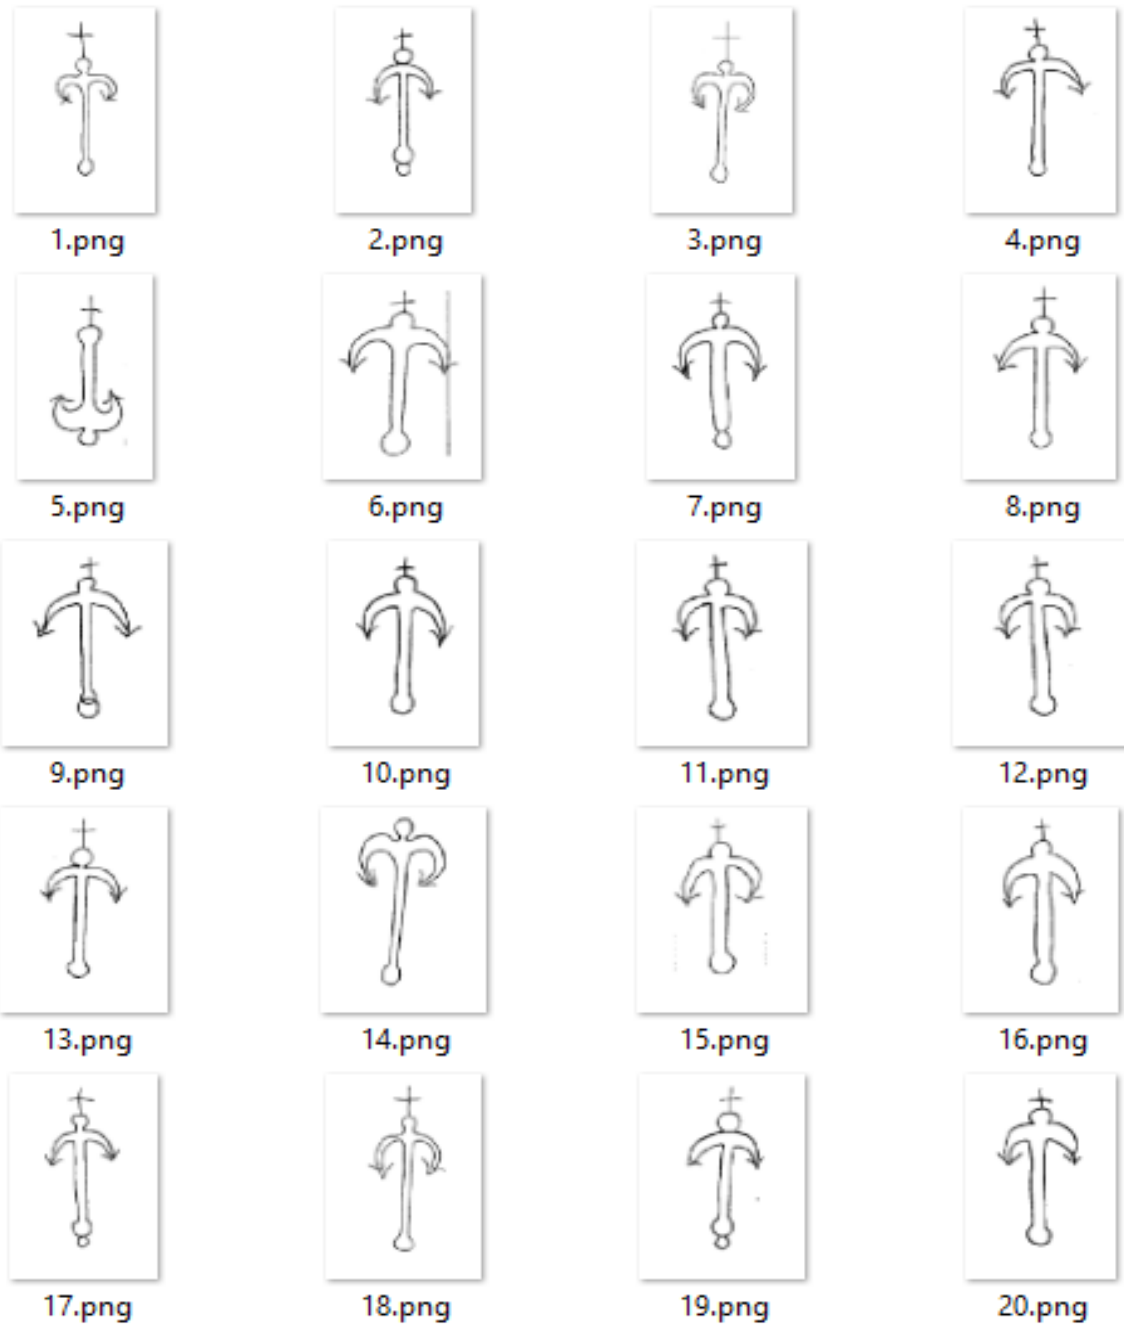 1.png 2.png 3.png 4.png
5.png 6.png 7.png 8.png
9.png 10.png 11.png 12.png
13.png 14.png 15.png 16.png
17.png 18.png 19.png 20.png